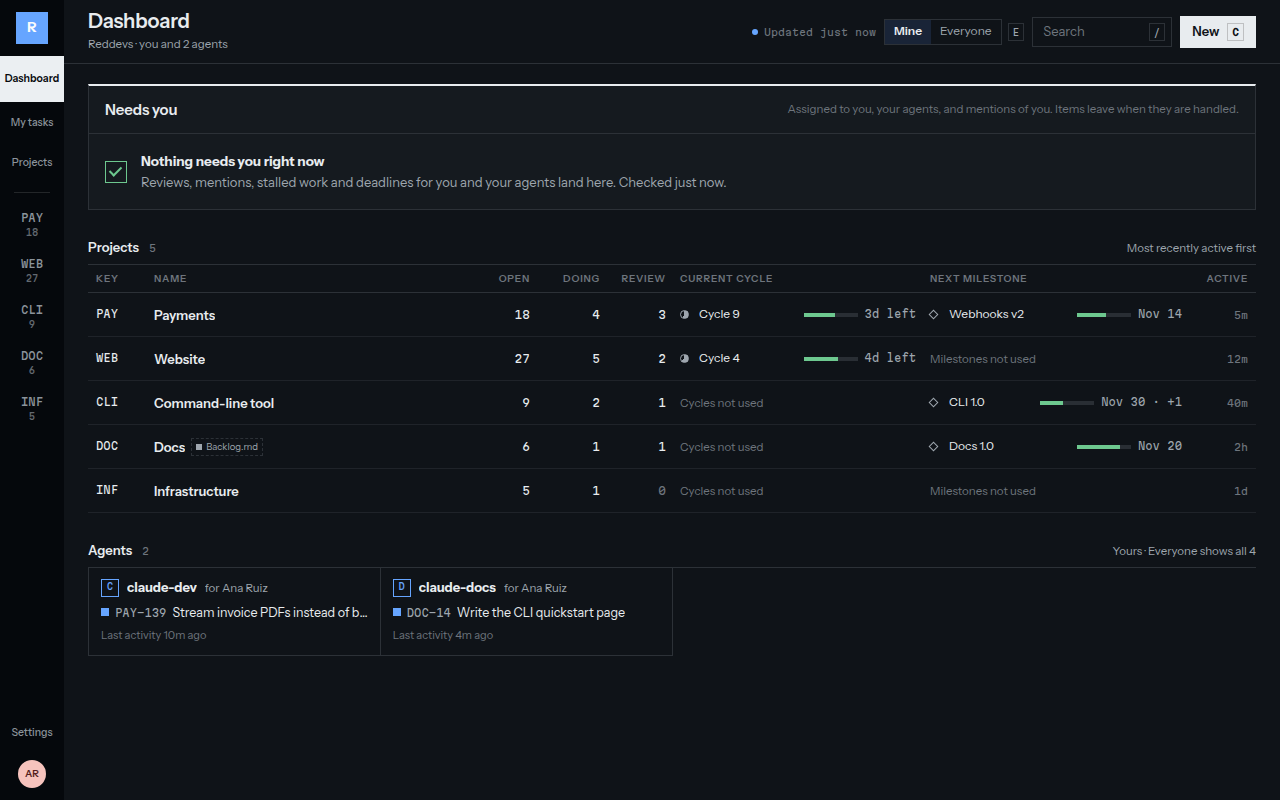 R
Dashboard
Reddevs · you and 2 agents
Updated just now
Mine
Everyone
E
Search
/
New
C
Dashboard
My tasks
Projects
PAY
18
WEB
27
CLI
9
DOC
6
INF
5
Settings
AR
Needs you
Assigned to you, your agents, and mentions of you. Items leave when they are handled.
Nothing needs you right now
Reviews, mentions, stalled work and deadlines for you and your agents land here. Checked just now.
Projects 5
Most recently active first
KEY NAME OPEN DOING REVIEW CURRENT CYCLE NEXT MILESTONE ACTIVE
PAY Payments 18 4 3 Cycle 9 3d left Webhooks v2 Nov 14 5m
WEB Website 27 5 2 Cycle 4 4d left Milestones not used 12m
CLI Command-line tool 9 2 1 Cycles not used CLI 1.0 Nov 30 · +1 40m
DOC Docs Backlog.md 6 1 1 Cycles not used Docs 1.0 Nov 20 2h
INF Infrastructure 5 1 0 Cycles not used Milestones not used 1d
Agents 2
Yours · Everyone shows all 4
C claude-dev for Ana Ruiz
PAY-139 Stream invoice PDFs instead of b…
Last activity 10m ago
D claude-docs for Ana Ruiz
DOC-14 Write the CLI quickstart page
Last activity 4m ago